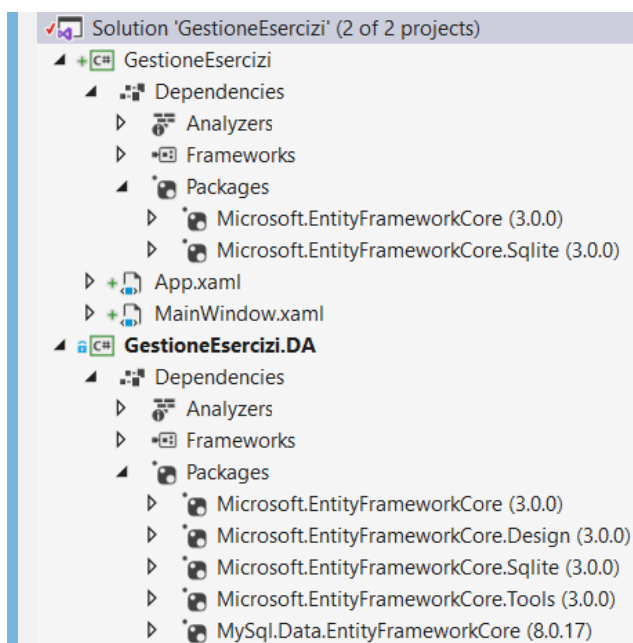 Solution 'GestioneEsercizi' (2 of 2 projects)
C# GestioneEsercizi
Dependencies
Analyzers
Frameworks
Packages
Microsoft.EntityFrameworkCore (3.0.0)
Microsoft.EntityFrameworkCore.Sqlite (3.0.0)
App.xaml
MainWindow.xaml
C# GestioneEsercizi.DA
Dependencies
Analyzers
Frameworks
Packages
Microsoft.EntityFrameworkCore (3.0.0)
Microsoft.EntityFrameworkCore.Design (3.0.0)
Microsoft.EntityFrameworkCore.Sqlite (3.0.0)
Microsoft.EntityFrameworkCore.Tools (3.0.0)
MySql.Data.EntityFrameworkCore (8.0.17)